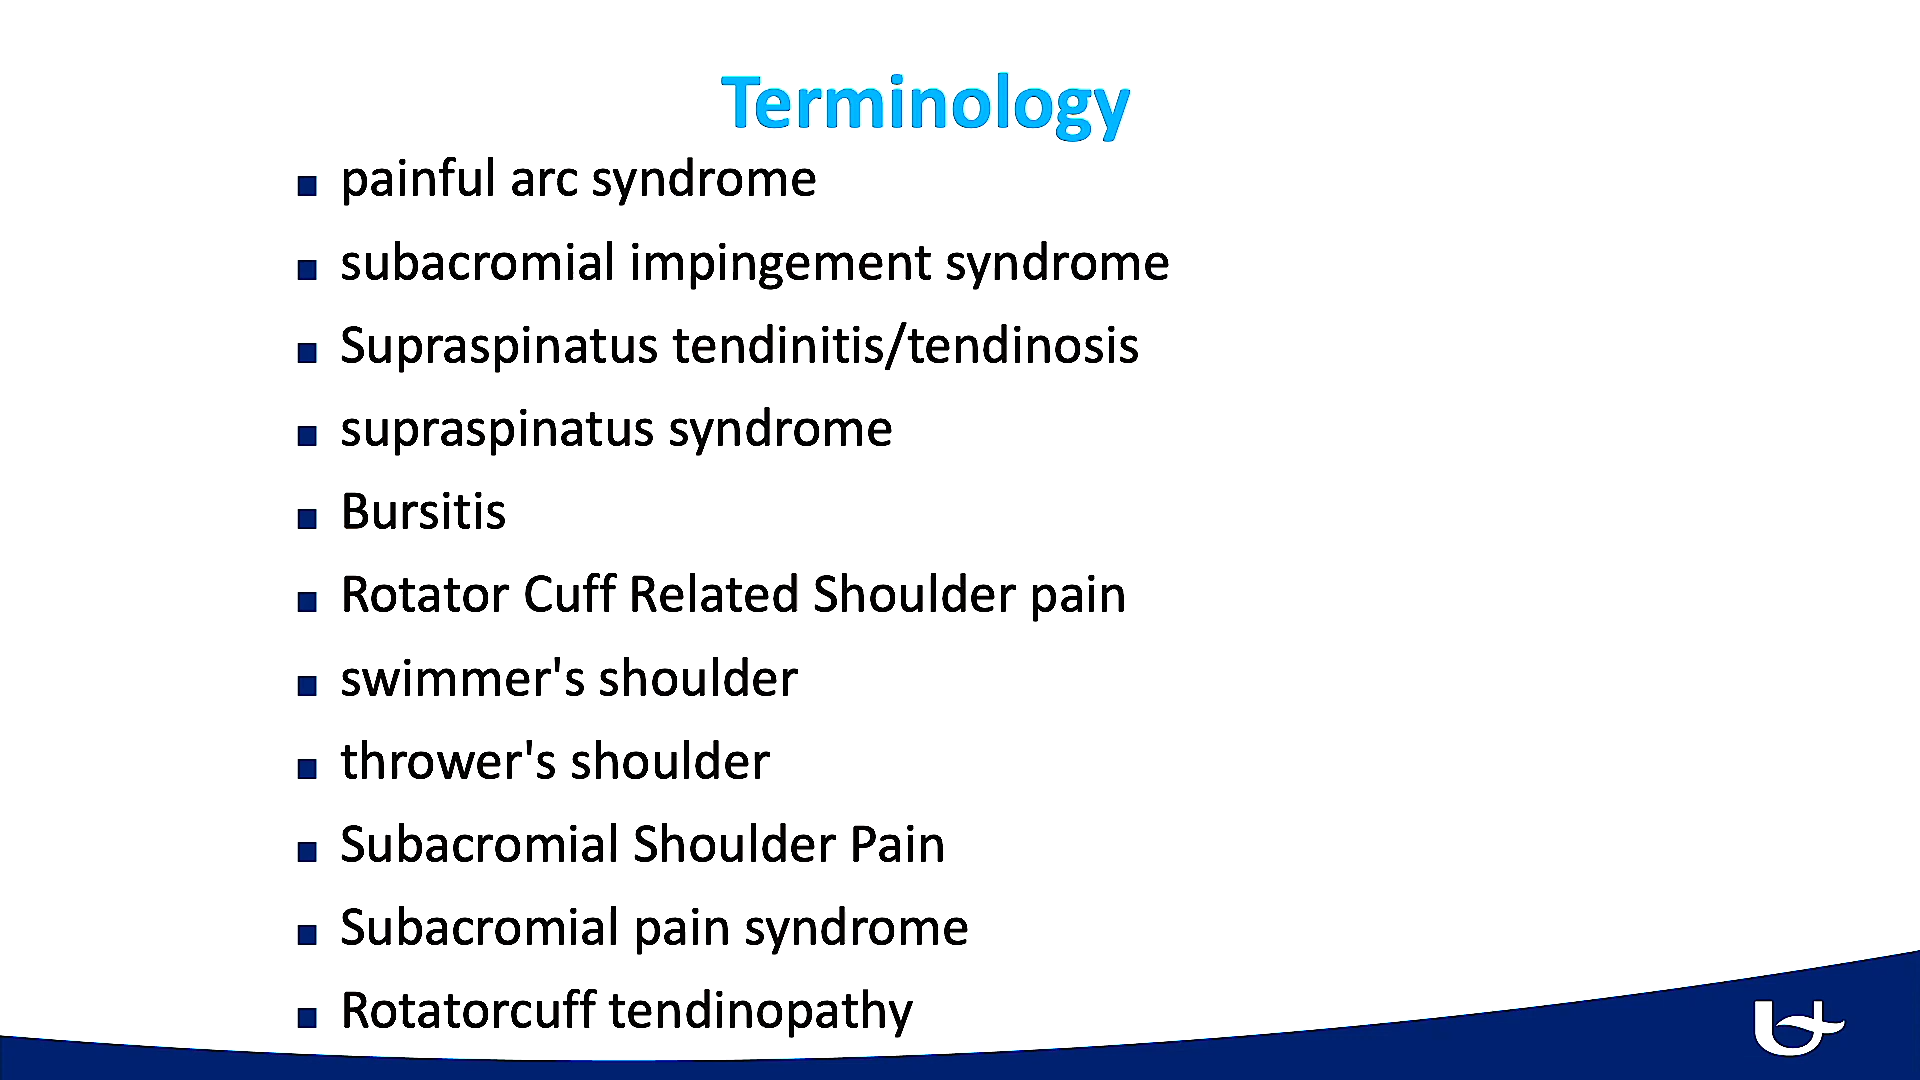 Terminology
painful arc syndrome
subacromial impingement syndrome
Supraspinatus tendinitis/tendinosis
supraspinatus syndrome
Bursitis
Rotator Cuff Related Shoulder pain
swimmer's shoulder
thrower's shoulder
Subacromial Shoulder Pain
Subacromial pain syndrome
Rotatorcuff tendinopathy